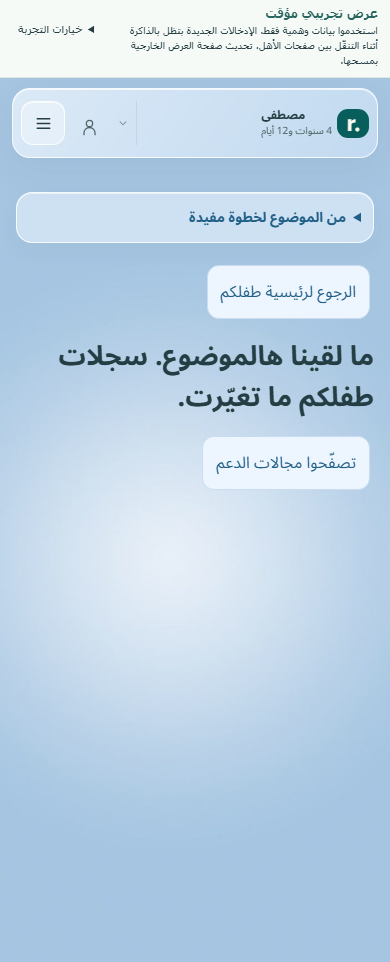 عرض تجريبي مؤقت
استخدموا بيانات وهمية فقط. الإدخالات الجديدة بتظل بالذاكرة
أثناء التنقّل بين صفحات الأهل. تحديث صفحة العرض الخارجية
بمسحها.
خيارات التجربة
r.
مصطفى
4 سنوات و12 أيام
من الموضوع لخطوة مفيدة
الرجوع لرئيسية طفلكم
ما لقينا هالموضوع. سجلات
طفلكم ما تغيّرت.
تصفّحوا مجالات الدعم